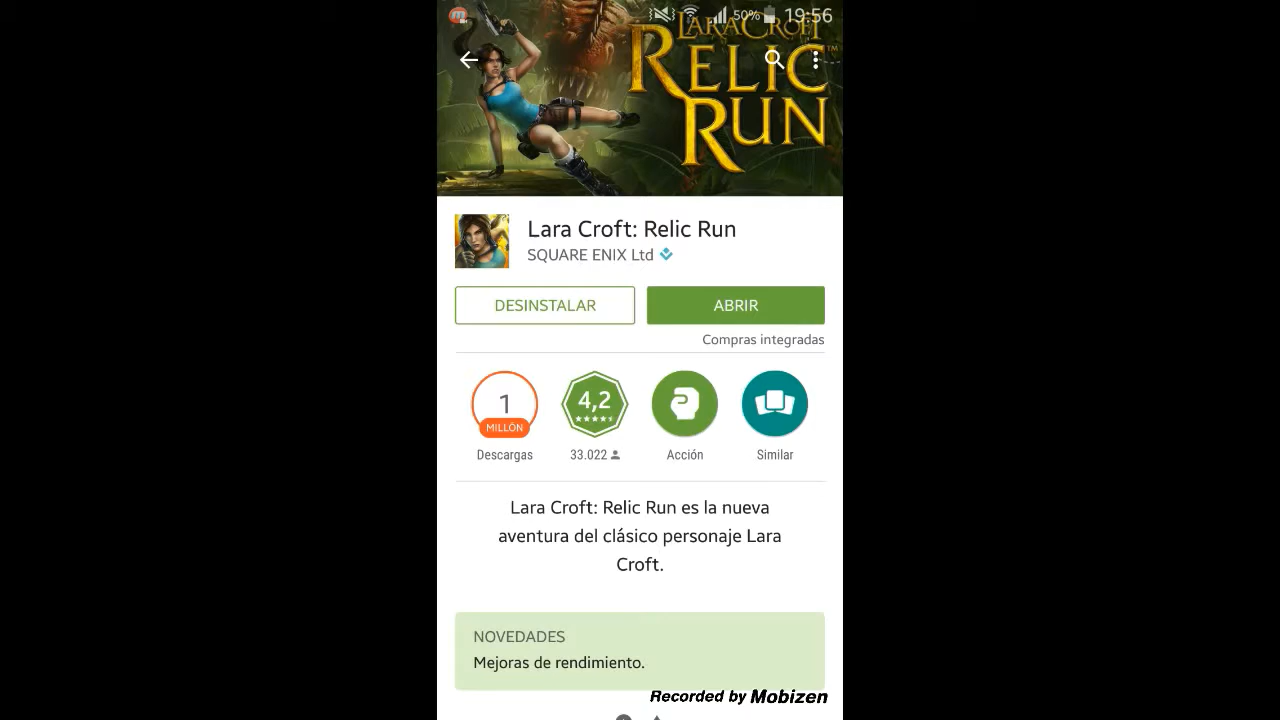 50% 19:56
LARA CROFT
RELIC
RUN
TM
Lara Croft: Relic Run
SQUARE ENIX Ltd
DESINSTALAR
ABRIR
Compras integradas
1
MILLÓN
4,2
Descargas
33.022
Acción
Similar
Lara Croft: Relic Run es la nueva
aventura del clásico personaje Lara
Croft.
NOVEDADES
Mejoras de rendimiento.
Recorded by Mobizen